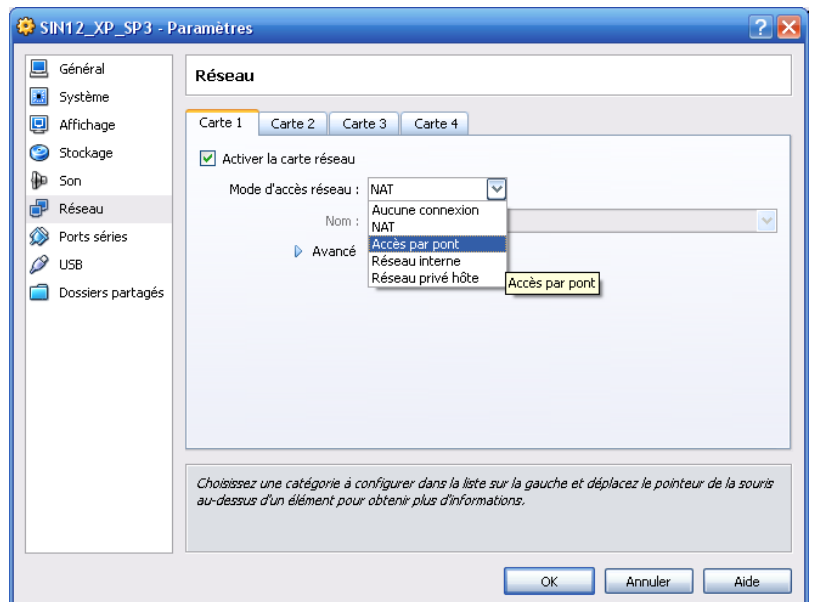 SIN12_XP_SP3 - Paramètres
Général
Système
Affichage
Stockage
Son
Réseau
Ports séries
USB
Dossiers partagés
Réseau
Carte 1 Carte 2 Carte 3 Carte 4
Activer la carte réseau
Mode d'accès réseau : NAT
Aucune connexion
Nom :
NAT
Accès par pont
Avancé
Réseau interne
Réseau privé hôte
Accès par pont
Choisissez une catégorie à configurer dans la liste sur la gauche et déplacez le pointeur de la souris
au-dessus d'un élément pour obtenir plus d'informations.
OK Annuler Aide